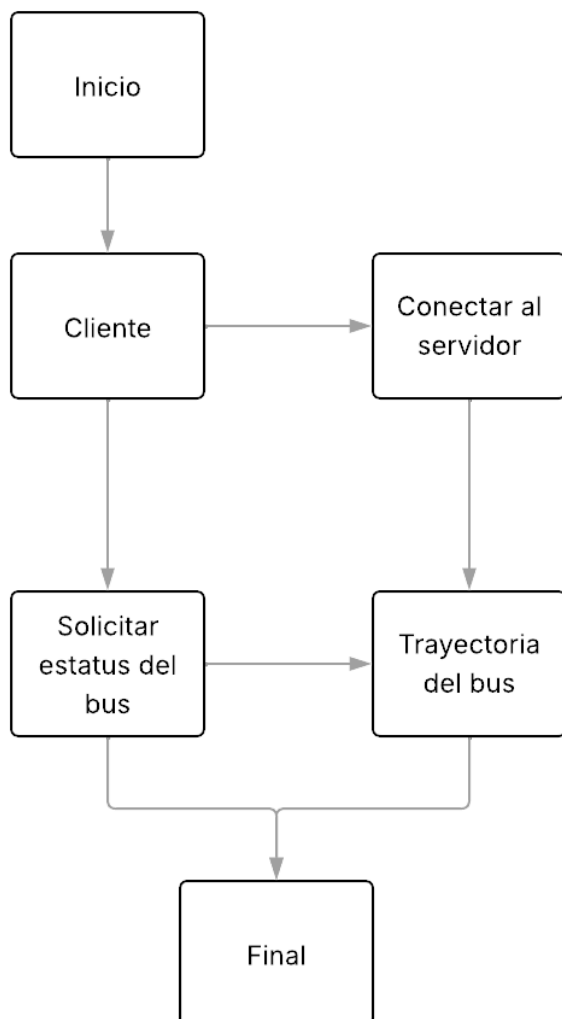 Inicio
Cliente
Conectar al
servidor
Solicitar
estatus del
bus
Trayectoria
del bus
Final